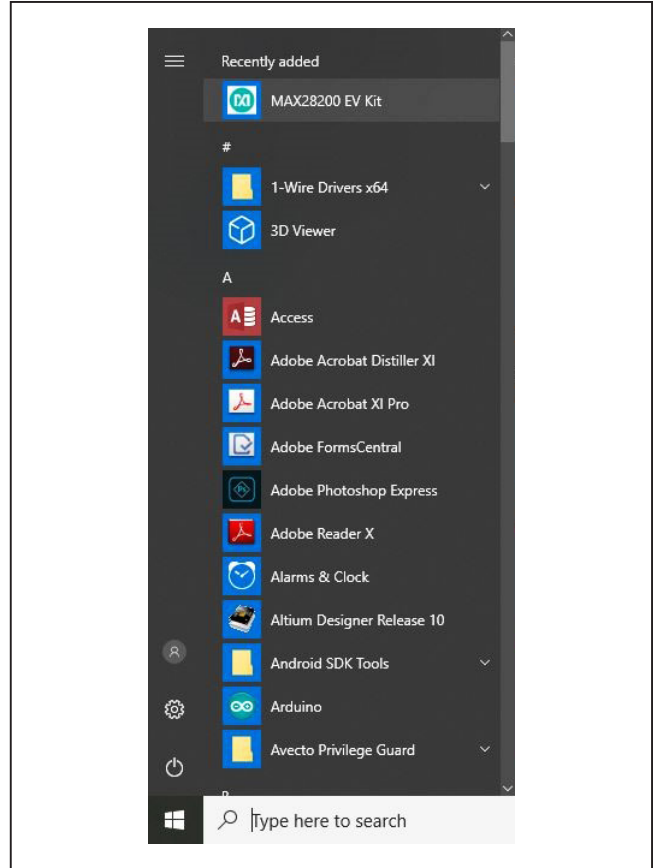 Recently added
MAX28200 EV Kit
#
1-Wire Drivers x64
3D Viewer
A
Access
Adobe Acrobat Distiller XI
Adobe Acrobat XI Pro
Adobe FormsCentral
Adobe Photoshop Express
Adobe Reader X
Alarms & Clock
Altium Designer Release 10
Android SDK Tools
Arduino
Avecto Privilege Guard
Type here to search